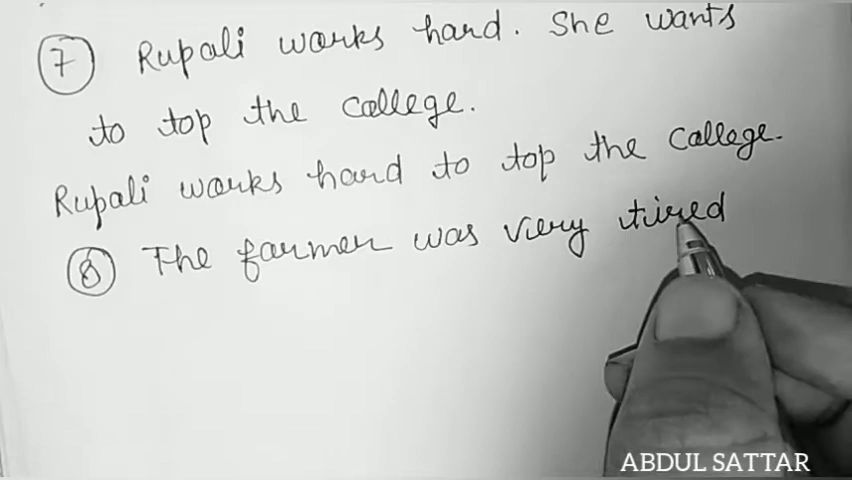 7 Rupali works hard. She wants
to top the college.
Rupali works hard to top the college.
8 The farmer was very tired
ABDUL SATTAR